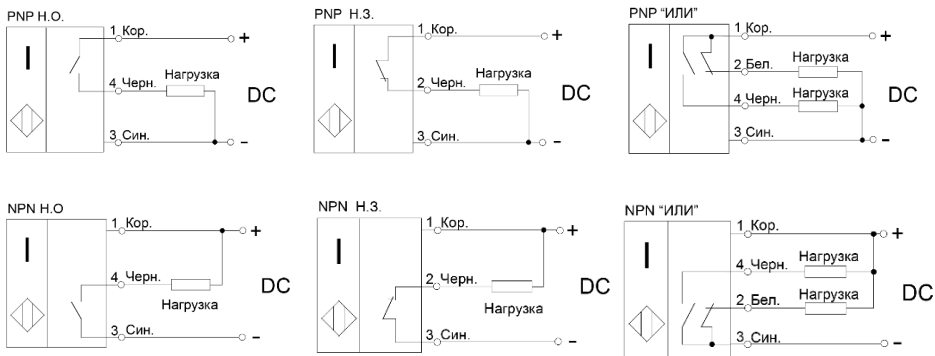 PNP Н.О.
1 Кор. +
4 Черн. Нагрузка DC
3 Син. -
PNP Н.З.
1 Кор. +
2 Черн. Нагрузка DC
3 Син. -
PNP “ИЛИ”
1 Кор. +
2 Бел. Нагрузка
4 Черн. Нагрузка DC
3 Син. -
NPN Н.О
1 Кор. +
4 Черн. DC
Нагрузка
3 Син. -
NPN Н.З.
1 Кор. +
2 Черн. DC
Нагрузка
3 Син. -
NPN “ИЛИ”
1 Кор. +
4 Черн. Нагрузка
2 Бел. Нагрузка DC
3 Син. -